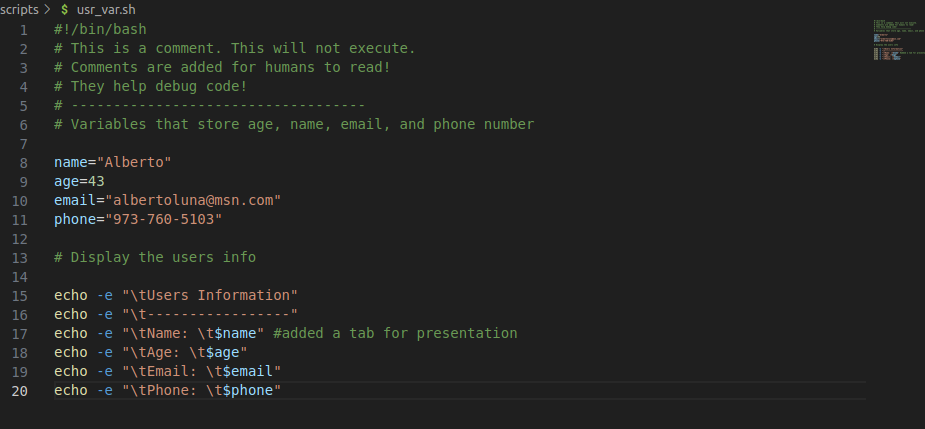 scripts > $ usr_var.sh
1 #!/bin/bash
2 # This is a comment. This will not execute.
3 # Comments are added for humans to read!
4 # They help debug code!
5 # -----------------------------------
6 # Variables that store age, name, email, and phone number
7
8 name="Alberto"
9 age=43
10 email="albertoluna@msn.com"
11 phone="973-760-5103"
12
13 # Display the users info
14
15 echo -e "\tUsers Information"
16 echo -e "\t-----------------"
17 echo -e "\tName: \t$name" #added a tab for presentation
18 echo -e "\tAge: \t$age"
19 echo -e "\tEmail: \t$email"
20 echo -e "\tPhone: \t$phone"